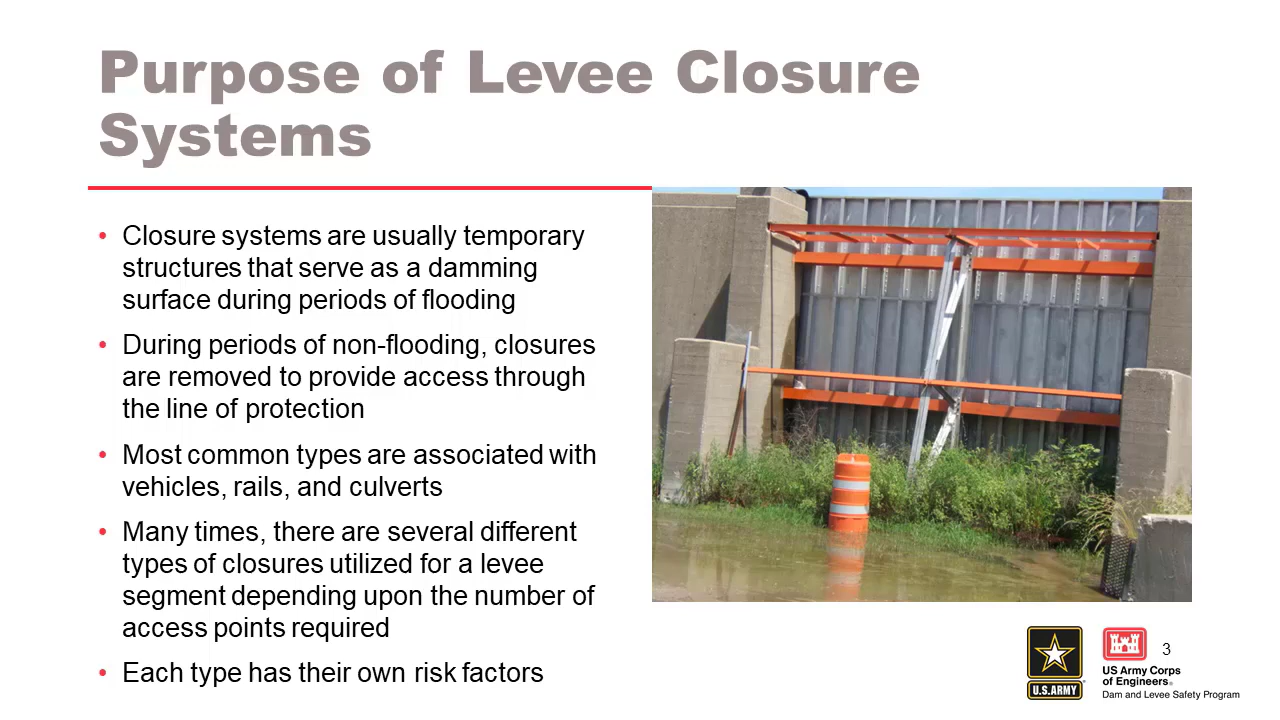 Purpose of Levee Closure
Systems
• Closure systems are usually temporary
structures that serve as a damming
surface during periods of flooding
• During periods of non-flooding, closures
are removed to provide access through
the line of protection
• Most common types are associated with
vehicles, rails, and culverts
• Many times, there are several different
types of closures utilized for a levee
segment depending upon the number of
access points required
• Each type has their own risk factors
U.S.ARMY
3
US Army Corps
of Engineers®
Dam and Levee Safety Program